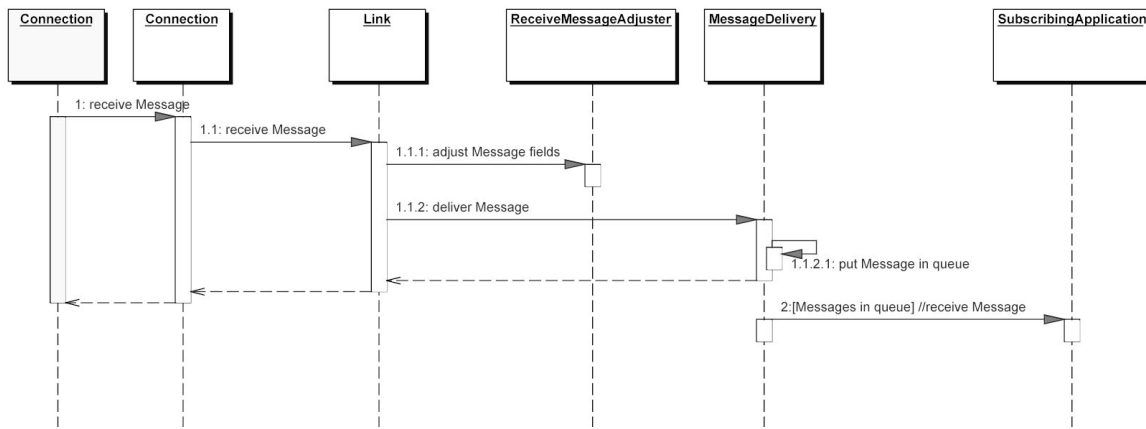 Connection
Connection
Link
ReceiveMessageAdjuster
MessageDelivery
SubscribingApplication
1: receive Message
1.1: receive Message
1.1.1: adjust Message fields
1.1.2: deliver Message
1.1.2.1: put Message in queue
2:[Messages in queue] //receive Message